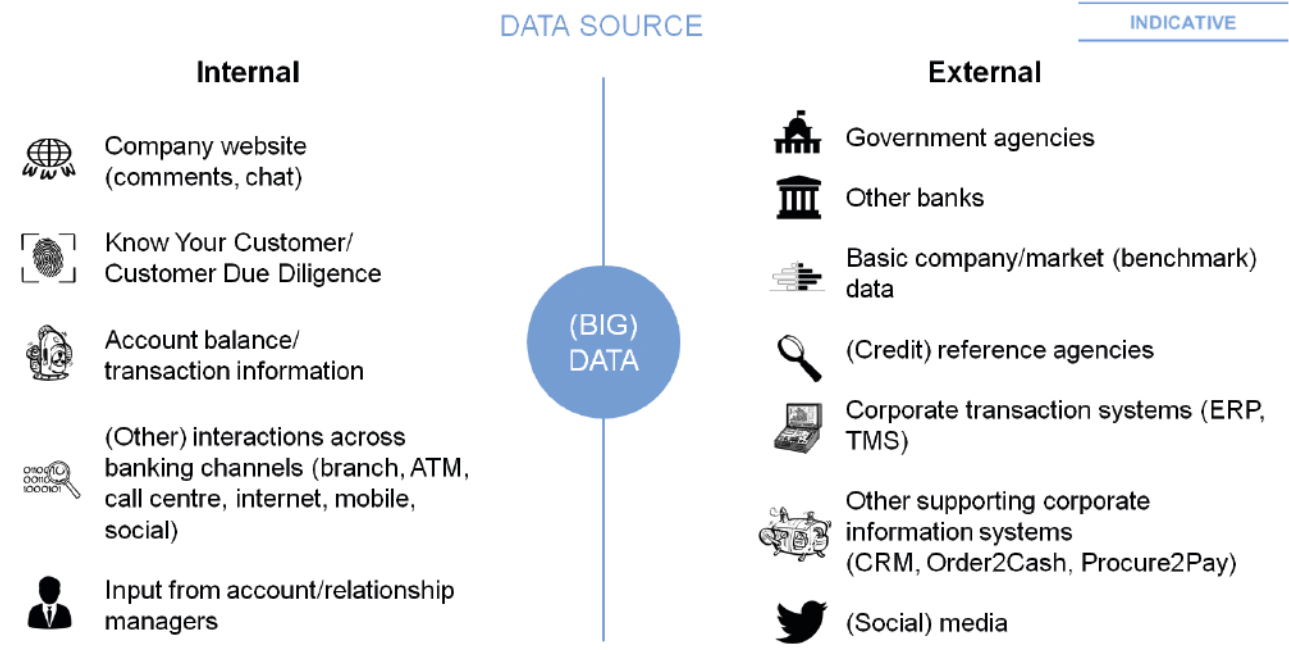 DATA SOURCE
INDICATIVE
Internal
Company website
(comments, chat)
Know Your Customer/
Customer Due Diligence
Account balance/
transaction information
(Other) interactions across
banking channels (branch, ATM,
call centre, internet, mobile,
social)
Input from account/relationship
managers
(BIG)
DATA
External
Government agencies
Other banks
Basic company/market (benchmark)
data
(Credit) reference agencies
Corporate transaction systems (ERP,
TMS)
Other supporting corporate
information systems
(CRM, Order2Cash, Procure2Pay)
(Social) media